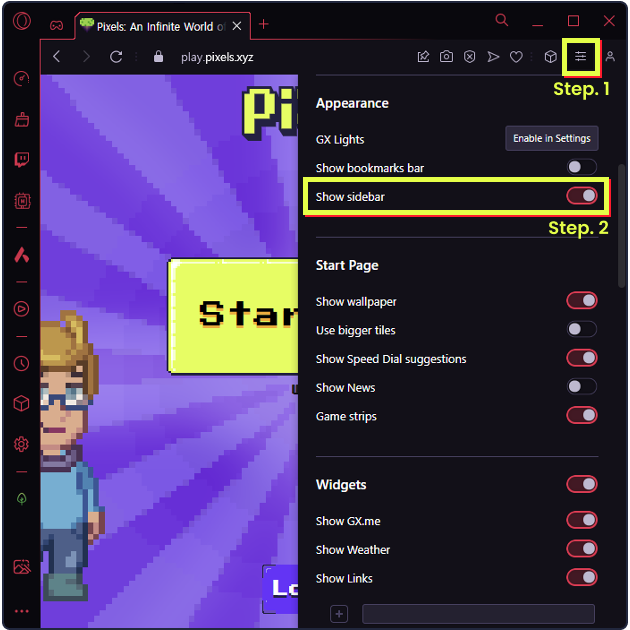 Pixels: An Infinite World of
play.pixels.xyz
Step. 1
Appearance
GX Lights
Enable in Settings
Show bookmarks bar
Show sidebar
Step. 2
Start Page
Show wallpaper
Use bigger tiles
Show Speed Dial suggestions
Show News
Game strips
Widgets
Show GX.me
Show Weather
Show Links
Pi
Star
Lo